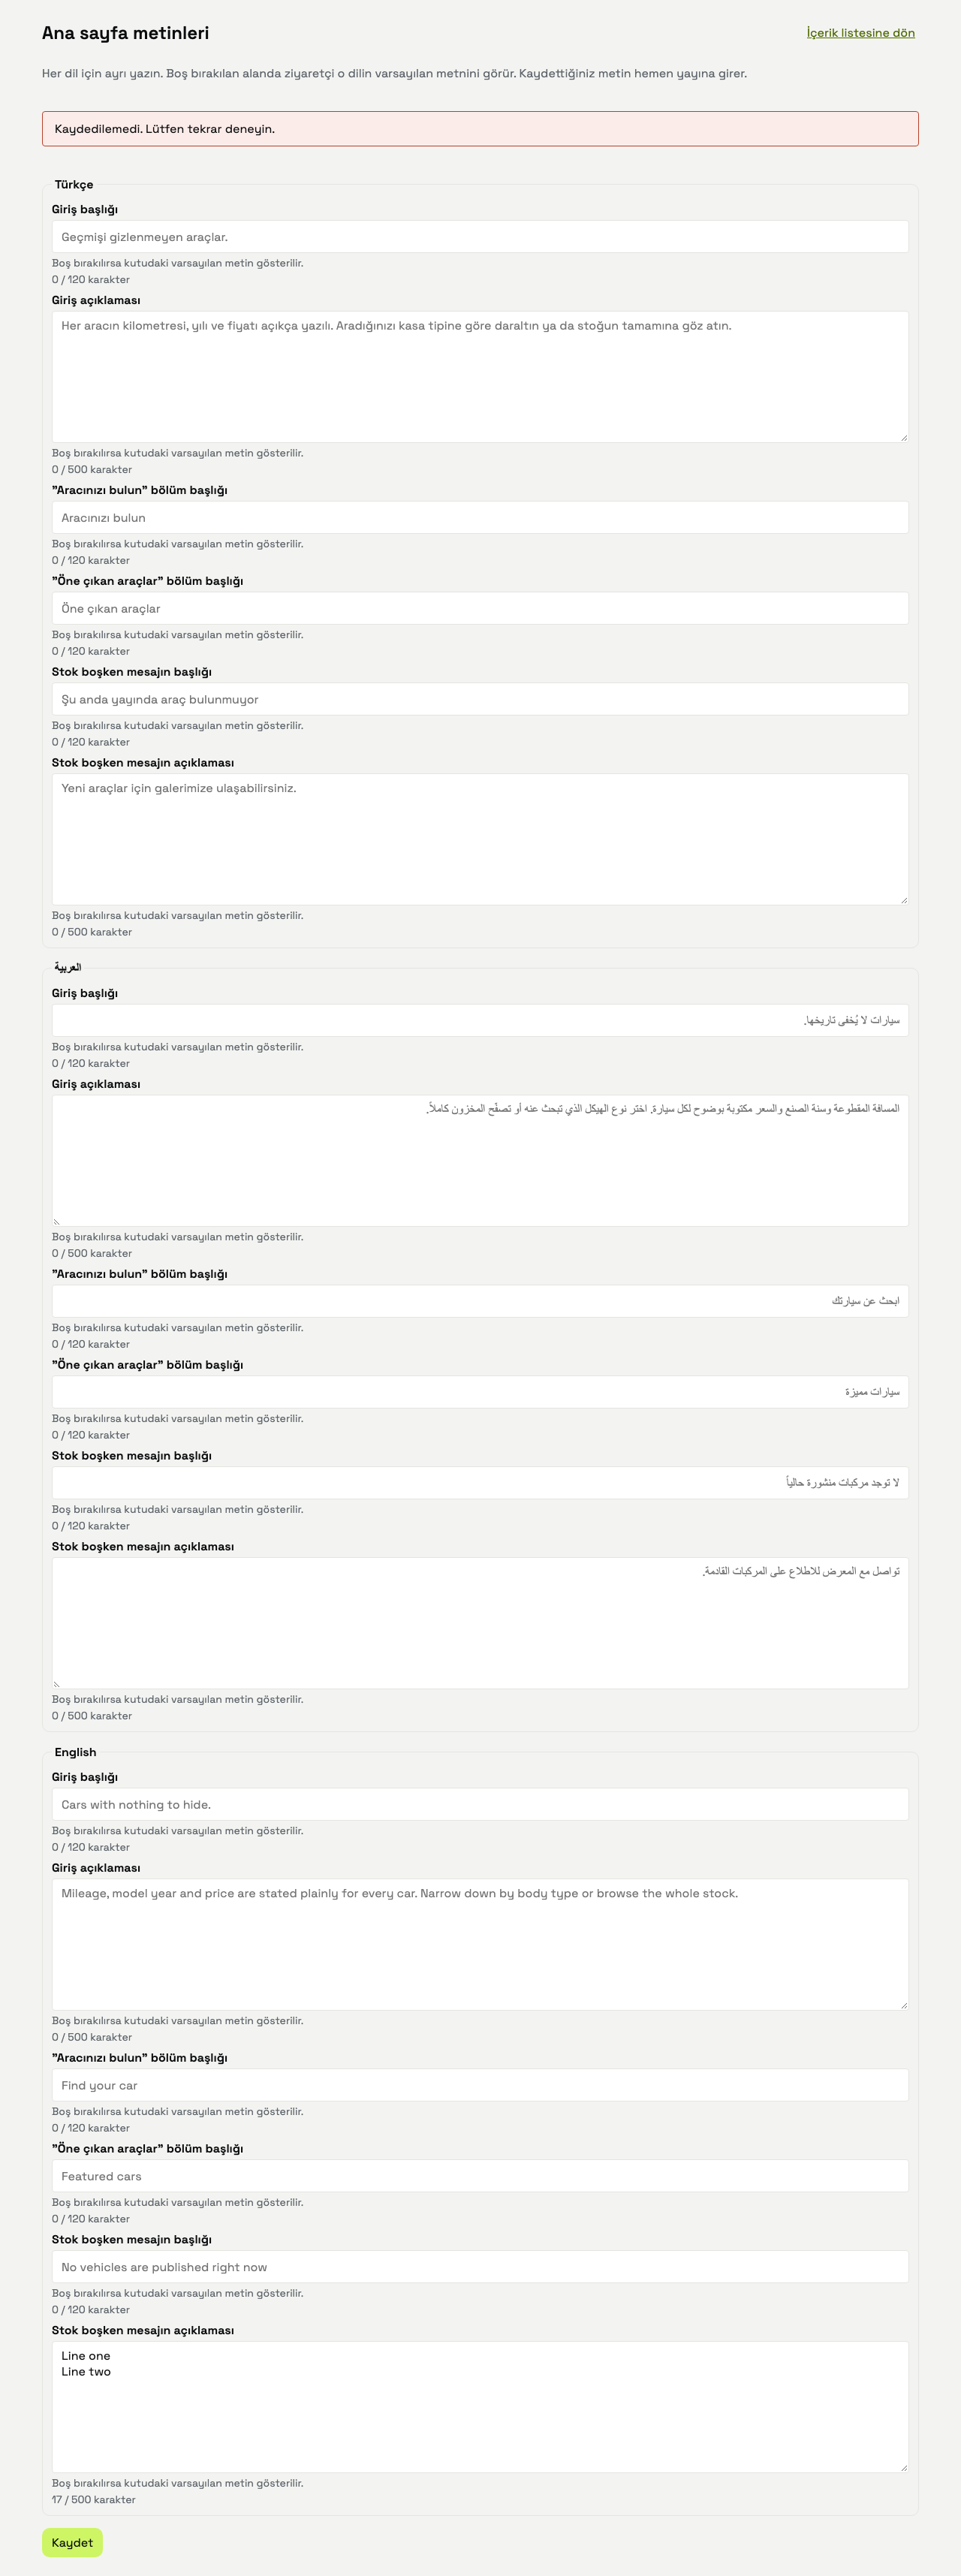 Ana sayfa metinleri
İçerik listesine dön
Her dil için ayrı yazın. Boş bırakılan alanda ziyaretçi o dilin varsayılan metnini görür. Kaydettiğiniz metin hemen yayına girer.
Kaydedilemedi. Lütfen tekrar deneyin.
Türkçe
Giriş başlığı
Geçmişi gizlenmeyen araçlar.
Boş bırakılırsa kutudaki varsayılan metin gösterilir.
0 / 120 karakter
Giriş açıklaması
Her aracın kilometresi, yılı ve fiyatı açıkça yazılı. Aradığınızı kasa tipine göre daraltın ya da stoğun tamamına göz atın.
Boş bırakılırsa kutudaki varsayılan metin gösterilir.
0 / 500 karakter
"Aracınızı bulun" bölüm başlığı
Aracınızı bulun
Boş bırakılırsa kutudaki varsayılan metin gösterilir.
0 / 120 karakter
"Öne çıkan araçlar" bölüm başlığı
Öne çıkan araçlar
Boş bırakılırsa kutudaki varsayılan metin gösterilir.
0 / 120 karakter
Stok boşken mesajın başlığı
Şu anda yayında araç bulunmuyor
Boş bırakılırsa kutudaki varsayılan metin gösterilir.
0 / 120 karakter
Stok boşken mesajın açıklaması
Yeni araçlar için galerimize ulaşabilirsiniz.
Boş bırakılırsa kutudaki varsayılan metin gösterilir.
0 / 500 karakter
العربية
Giriş başlığı
سيارات لا يُخفى تاريخها.
Boş bırakılırsa kutudaki varsayılan metin gösterilir.
0 / 120 karakter
Giriş açıklaması
المسافة المقطوعة وسنة الصنع والسعر مكتوبة بوضوح لكل سيارة. اختر نوع الهيكل الذي تبحث عنه أو تصفّح المخزون كاملاً.
Boş bırakılırsa kutudaki varsayılan metin gösterilir.
0 / 500 karakter
"Aracınızı bulun" bölüm başlığı
ابحث عن سيارتك
Boş bırakılırsa kutudaki varsayılan metin gösterilir.
0 / 120 karakter
"Öne çıkan araçlar" bölüm başlığı
سيارات مميزة
Boş bırakılırsa kutudaki varsayılan metin gösterilir.
0 / 120 karakter
Stok boşken mesajın başlığı
لا توجد مركبات منشورة حالياً
Boş bırakılırsa kutudaki varsayılan metin gösterilir.
0 / 120 karakter
Stok boşken mesajın açıklaması
تواصل مع المعرض للاطلاع على المركبات القادمة.
Boş bırakılırsa kutudaki varsayılan metin gösterilir.
0 / 500 karakter
English
Giriş başlığı
Cars with nothing to hide.
Boş bırakılırsa kutudaki varsayılan metin gösterilir.
0 / 120 karakter
Giriş açıklaması
Mileage, model year and price are stated plainly for every car. Narrow down by body type or browse the whole stock.
Boş bırakılırsa kutudaki varsayılan metin gösterilir.
0 / 500 karakter
"Aracınızı bulun" bölüm başlığı
Find your car
Boş bırakılırsa kutudaki varsayılan metin gösterilir.
0 / 120 karakter
"Öne çıkan araçlar" bölüm başlığı
Featured cars
Boş bırakılırsa kutudaki varsayılan metin gösterilir.
0 / 120 karakter
Stok boşken mesajın başlığı
No vehicles are published right now
Boş bırakılırsa kutudaki varsayılan metin gösterilir.
0 / 120 karakter
Stok boşken mesajın açıklaması
Line one
Line two
Boş bırakılırsa kutudaki varsayılan metin gösterilir.
17 / 500 karakter
Kaydet